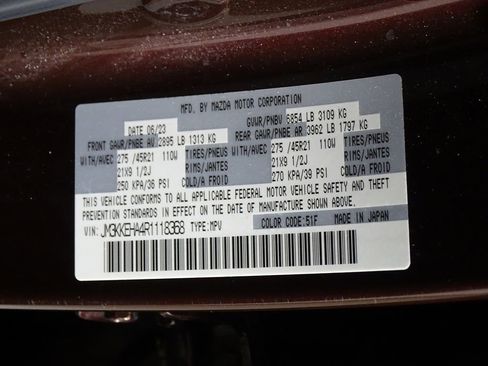 MFD. BY MAZDA MOTOR CORPORATION
DATE 06/23 GVWR/PNBV 6854 LB 3109 KG
FRONT GAWR/PNBE AV 2895 LB 1313 KG REAR GAWR/PNBE AR 3962 LB 1797 KG
WITH/AVEC 275 /45R21 110W TIRES/PNEUS WITH/AVEC 275 /45R21 110W TIRES/PNEUS
21X9 1/2J RIMS/JANTES 21X9 1/2J RIMS/JANTES
250 KPA/36 PSI COLD/A FROID 270 KPA/39 PSI COLD/A FROID
THIS VEHICLE CONFORMS TO ALL APPLICABLE FEDERAL MOTOR VEHICLE SAFETY AND THEFT
PREVENTION STANDARDS IN EFFECT ON THE DATE OF MANUFACTURE SHOWN ABOVE.
VIN: JM3KKEHA4R1118368 TYPE:MPV COLOR CODE:51F MADE IN JAPAN